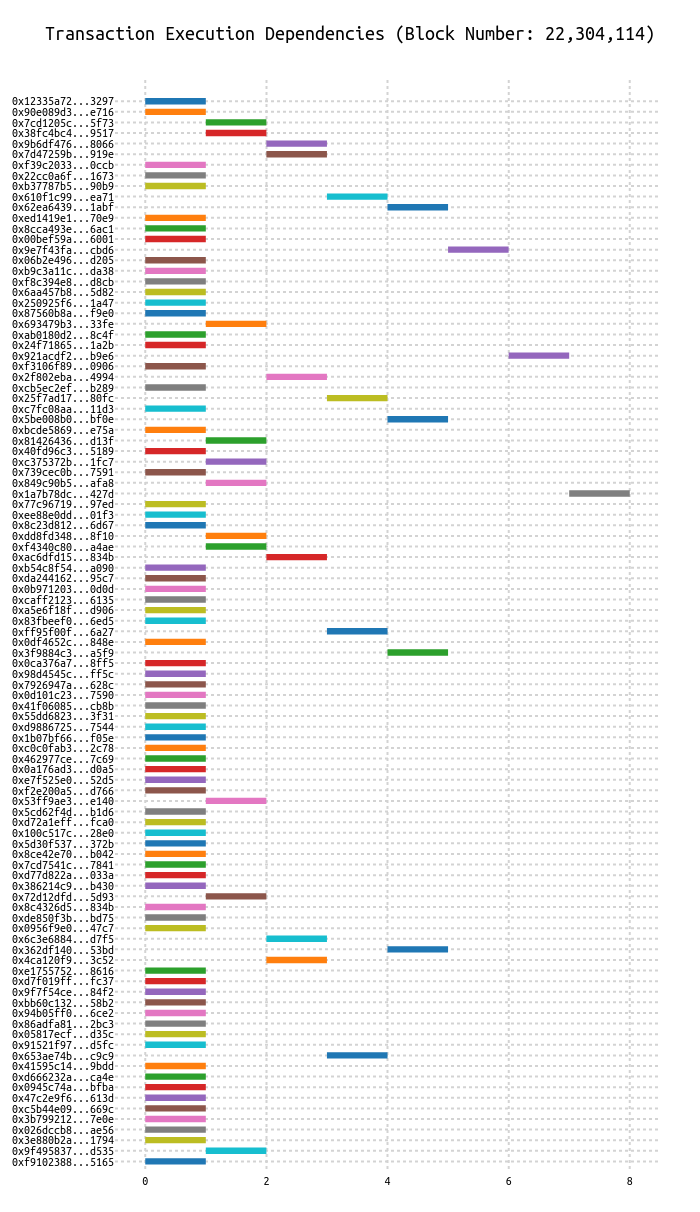 Transaction Execution Dependencies (Block Number: 22,304,114)
0x12335a72...3297
0x90e089d3...e716
0x7cd1205c...5f73
0x38fc4bc4...9517
0x9b6df476...8066
0x7d47259b...919e
0xf39c2033...0ccb
0x22cc0a6f...1673
0xb37787b5...90b9
0x610f1c99...ea71
0x62ea6439...1abf
0xed1419e1...70e9
0x8cca493e...6ac1
0x00bef59a...6001
0x9e7f43fa...cbd6
0x06b2e496...d205
0xb9c3a11c...da38
0xf8c394e8...d8cb
0x6aa457b8...5d82
0x250925f6...1a47
0x87560b8a...f9e0
0x693479b3...33fe
0xab0180d2...8c4f
0x24f71865...1a2b
0x921acdf2...b9e6
0xf3106f89...0906
0x2f802eba...4994
0xcb5ec2ef...b289
0x25f7ad17...80fc
0xc7fc08aa...11d3
0x5be008b0...bf0e
0xbcde5869...e75a
0x81426436...d13f
0x40fd96c3...5189
0xc375372b...1fc7
0x739cec0b...7591
0x849c90b5...afa8
0x1a7b78dc...427d
0x77c96719...97ed
0xee88e0dd...01f3
0x8c23d812...6d67
0xdd8fd348...8f10
0xf4340c80...a4ae
0xac6dfd15...834b
0xb54c8f54...a090
0xda244162...95c7
0x0b971203...0d0d
0xcaff2123...6135
0xa5e6f18f...d906
0x83fbeef0...6ed5
0xff95f00f...6a27
0x0df4652c...848e
0x3f9884c3...a5f9
0x0ca376a7...8ff5
0x98d4545c...ff5c
0x7926947a...628c
0x0d101c23...7590
0x41f06085...cb8b
0x55dd6823...3f31
0xd9886725...7544
0x1b07bf66...f05e
0xc0c0fab3...2c78
0x462977ce...7c69
0x0a176ad3...d0a5
0xe7f525e0...52d5
0xf2e200a5...d766
0x53ff9ae3...e140
0x5cd62f4d...b1d6
0xd72a1eff...fca0
0x100c517c...28e0
0x5d30f537...372b
0x8ce42e70...b042
0x7cd7541c...7841
0xd77d822a...033a
0x386214c9...b430
0x72d12dfd...5d93
0x8c4326d5...834b
0xde850f3b...bd75
0x0956f9e0...47c7
0x6c3e6884...d7f5
0x362df140...53bd
0x4ca120f9...3c52
0xe1755752...8616
0xd7f019ff...fc37
0x9f7f54ce...84f2
0xbb60c132...58b2
0x94b05ff0...6ce2
0x86adfa81...2bc3
0x05817ecf...d35c
0x91521f97...d5fc
0x653ae74b...c9c9
0x41595c14...9bdd
0xd666232a...ca4e
0x0945c74a...bfba
0x47c2e9f6...613d
0xc5b44e09...669c
0x3b799212...7e0e
0x026dccb8...ae56
0x3e880b2a...1794
0x9f495837...d535
0xf9102388...5165
0 2 4 6 8